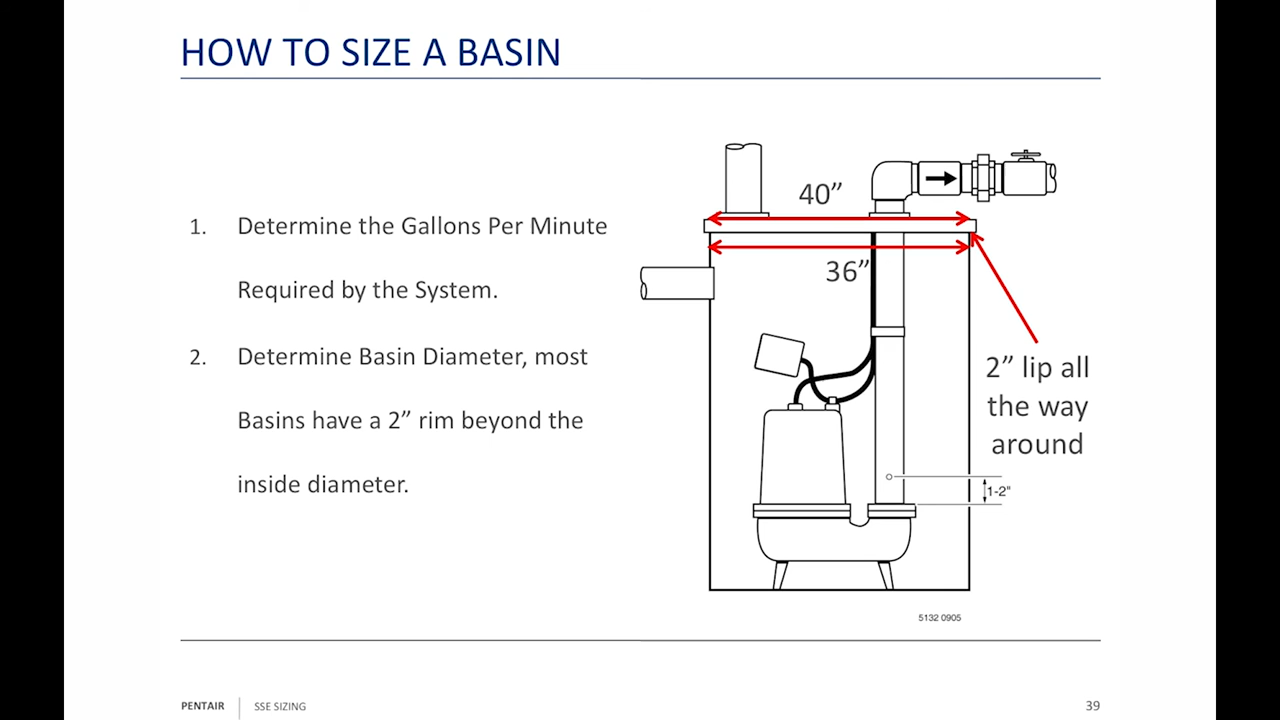 HOW TO SIZE A BASIN
1. Determine the Gallons Per Minute
Required by the System.
2. Determine Basin Diameter, most
Basins have a 2” rim beyond the
inside diameter.
40”
36”
2” lip all
the way
around
1-2"
5132 0905
PENTAIR
SSE SIZING
39